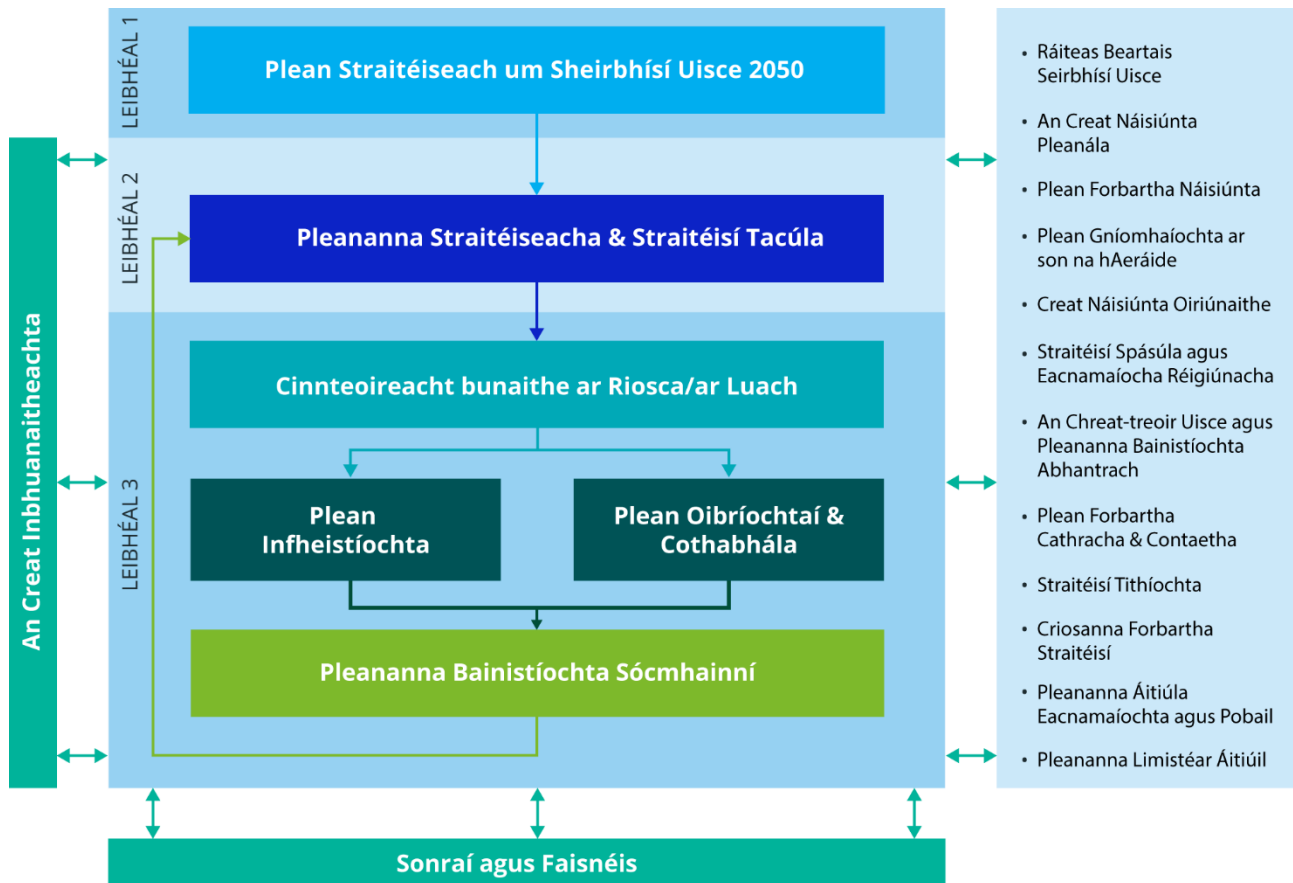 LEIBHÉAL 1
Plean Straitéiseach um Sheirbhísí Uisce 2050
LEIBHÉAL 2
Pleananna Straitéiseacha & Straitéisí Tacúla
LEIBHÉAL 3
Cinnteoireacht bunaithe ar Riosca/ar Luach
Plean
Infheistíochta
Plean Oibríochtaí &
Cothabhála
Pleananna Bainistíochta Sócmhainní
An Creat Inbhuanaitheachta
Sonraí agus Faisnéis
• Ráiteas Beartais
Seirbhísí Uisce
• An Creat Náisiúnta
Pleanála
• Plean Forbartha Náisiúnta
• Plean Gníomhaíochta ar
son na hAeráide
• Creat Náisiúnta Oiriúnaithe
• Straitéisí Spásúla agus
Eacnamaíocha Réigiúnacha
• An Chreat-treoir Uisce agus
Pleananna Bainistíochta
Abhantrach
• Plean Forbartha
Cathracha & Contaetha
• Straitéisí Tithíochta
• Criosanna Forbartha
Straitéisí
• Pleananna Áitiúla
Eacnamaíochta agus Pobail
• Pleananna Limistéar Áitiúil